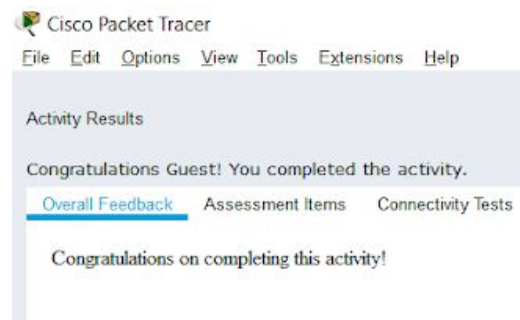 Cisco Packet Tracer
File Edit Options View Tools Extensions Help
Activity Results
Congratulations Guest! You completed the activity.
Overall Feedback Assessment Items Connectivity Tests
Congratulations on completing this activity!